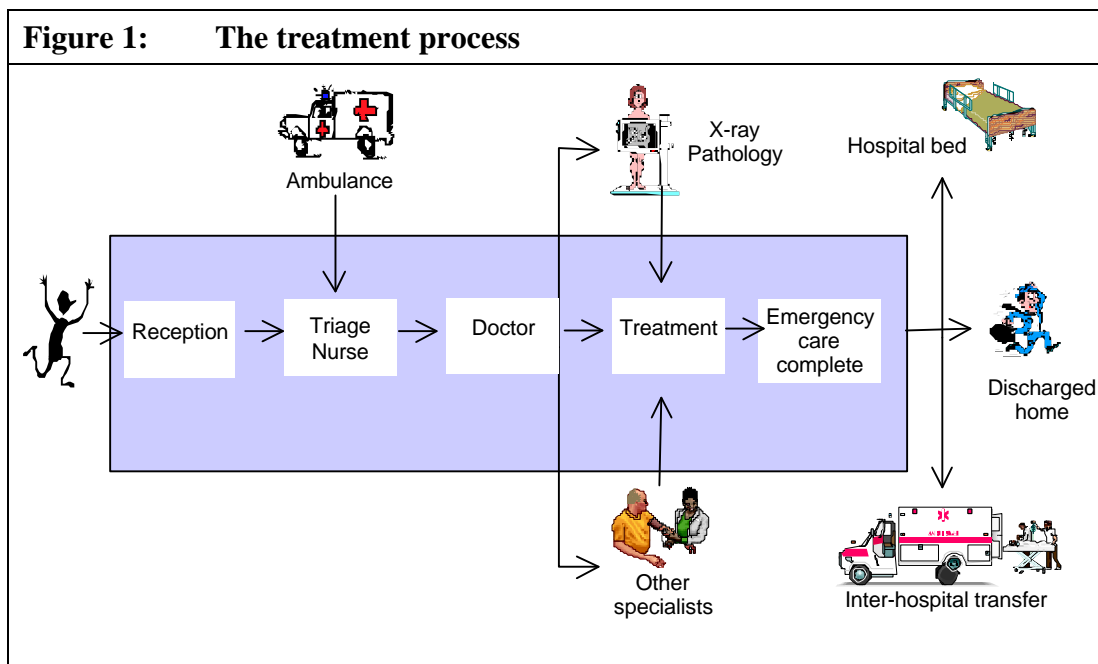 Figure 1: The treatment process
Ambulance
X-ray
Pathology
Hospital bed
Reception
Triage
Nurse
Doctor
Treatment
Emergency
care
complete
Discharged
home
Other
specialists
Inter-hospital transfer